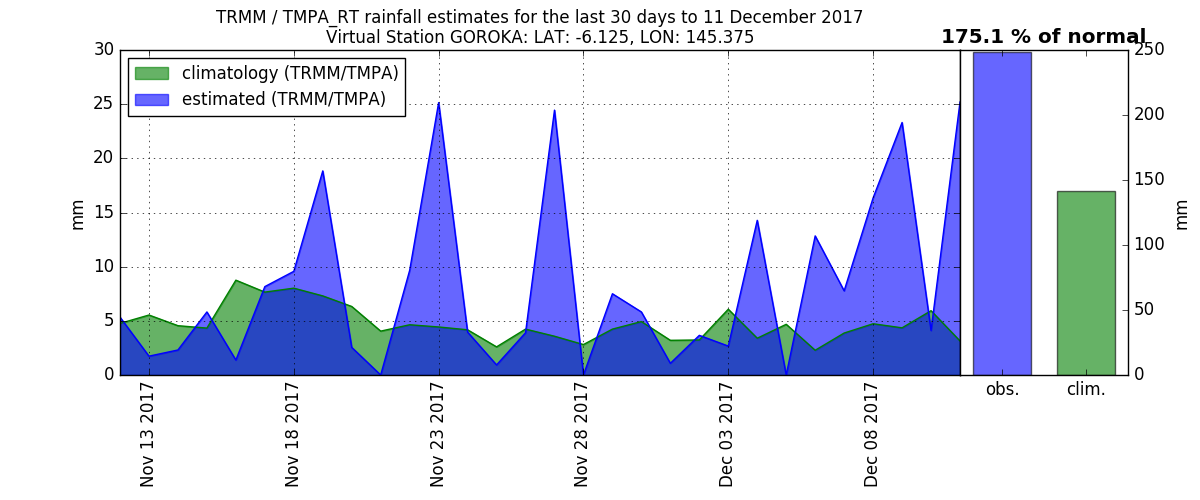 TRMM / TMPA_RT rainfall estimates for the last 30 days to 11 December 2017
Virtual Station GOROKA: LAT: -6.125, LON: 145.375
175.1 % of normal
climatology (TRMM/TMPA)
estimated (TRMM/TMPA)
30
25
20
15
10
5
0
mm
Nov 13 2017
Nov 18 2017
Nov 23 2017
Nov 28 2017
Dec 03 2017
Dec 08 2017
250
200
150
100
50
0
mm
obs.
clim.